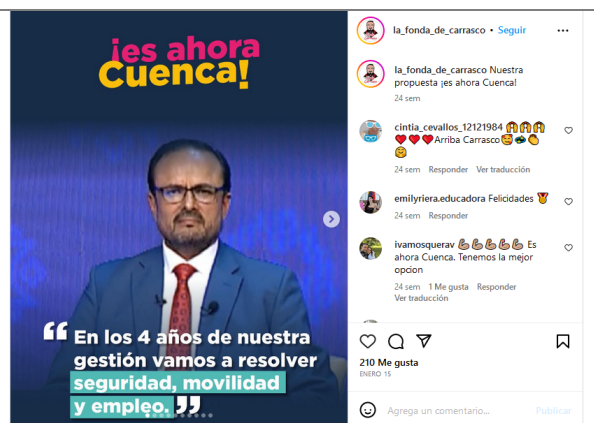 ¡es ahora
Cuenca!
“ En los 4 años de nuestra
gestión vamos a resolver
seguridad, movilidad
y empleo. ”
la_fonda_de_carrasco • Seguir
la_fonda_de_carrasco Nuestra
propuesta ¡es ahora Cuenca!
24 sem
cintia_cevallos_12121984
Arriba Carrasco
24 sem Responder Ver traducción
emilyriera.educadora Felicidades
24 sem Responder
ivamosquerav 💪🏽💪🏽💪🏽💪🏽💪🏽 Es
ahora Cuenca. Tenemos la mejor
opcion
24 sem 1 Me gusta Responder
Ver traducción
210 Me gusta
ENERO 15
Agrega un comentario... Publicar